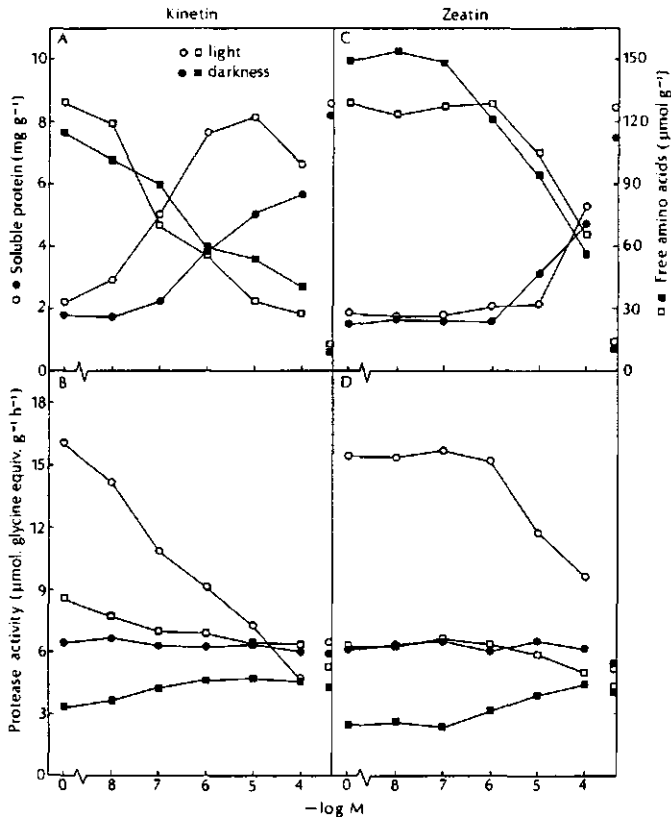 Kinetin Zeatin
A
○ □ light
● ■ darkness
C
10
8
6
4
2
0
○ ● Soluble protein (mg g⁻¹)
150
120
90
60
30
0
□ ■ Free amino acids (μmol g⁻¹)
B
D
18
15
12
9
6
3
0
Protease activity (μmol. glycine equiv. g⁻¹ h⁻¹)
0 8 7 6 5 4 0 8 7 6 5 4
−log M